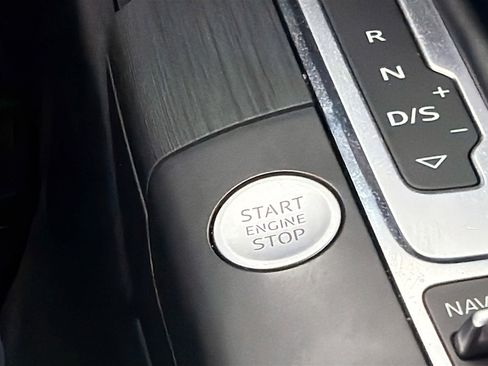 R
N
+
D/S
-
START
ENGINE
STOP
NAV